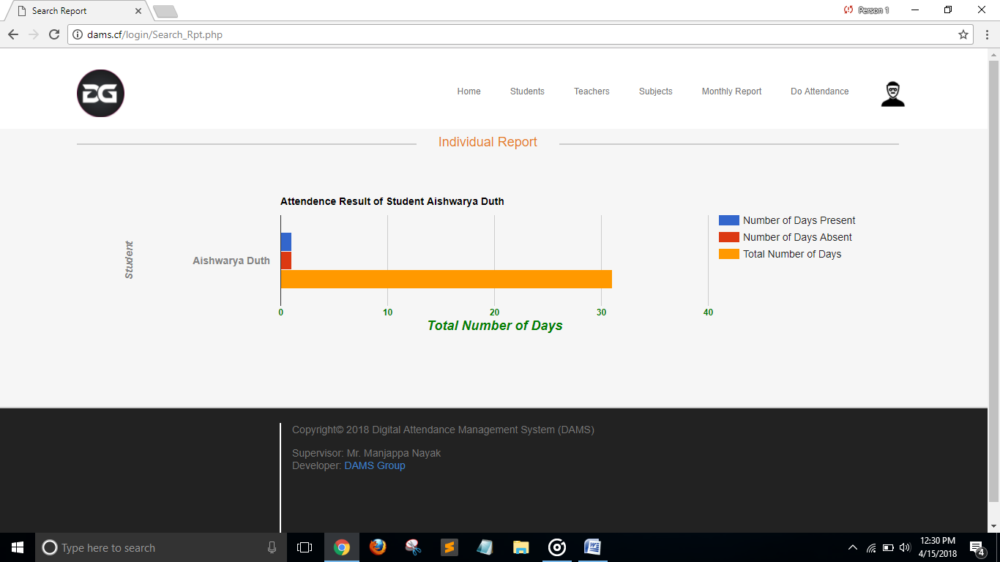 Search Report
Person 1
dams.cf/login/Search_Rpt.php
Home Students Teachers Subjects Monthly Report Do Attendance
Individual Report
Attendence Result of Student Aishwarya Duth
Number of Days Present
Number of Days Absent
Total Number of Days
Student
Aishwarya Duth
0 10 20 30 40
Total Number of Days
Copyright© 2018 Digital Attendance Management System (DAMS)
Supervisor: Mr. Manjappa Nayak
Developer: DAMS Group
Type here to search
12:30 PM
4/15/2018
4